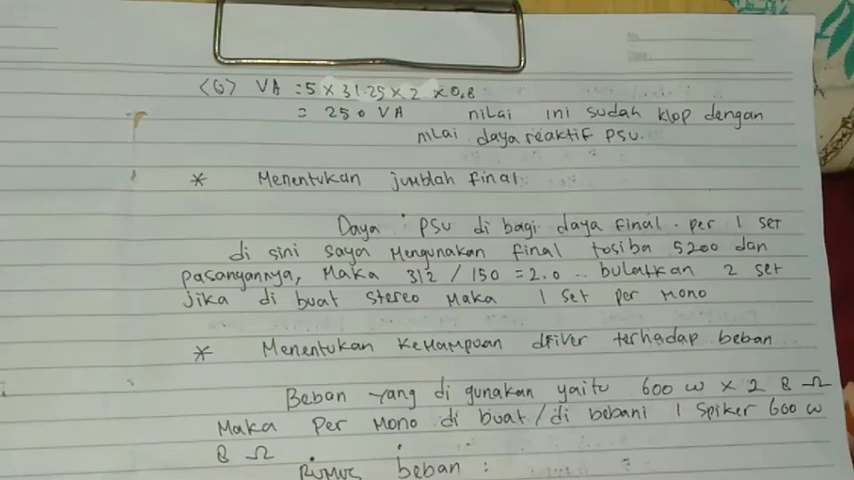 <6> VA = 5 x 31.25 x 2 x 0,8
= 250 VA nilai ini sudah klop dengan
nilai daya reaktif PSU.
* Menentukan jumblah final
Daya PSU di bagi daya final per 1 set
di sini saya Mengunakan final tosiba 5200 dan
pasangannya, Maka 312 / 150 = 2.0 .. bulatkan 2 set
jika di buat stereo Maka 1 set per Mono
* Menentukan Kemampuan driver terhadap beban
Beban yang di gunakan yaitu 600 w x 2 8 Ω
Maka Per Mono di buat / di bebani 1 Spiker 600 w
8 Ω
Rumus beban :